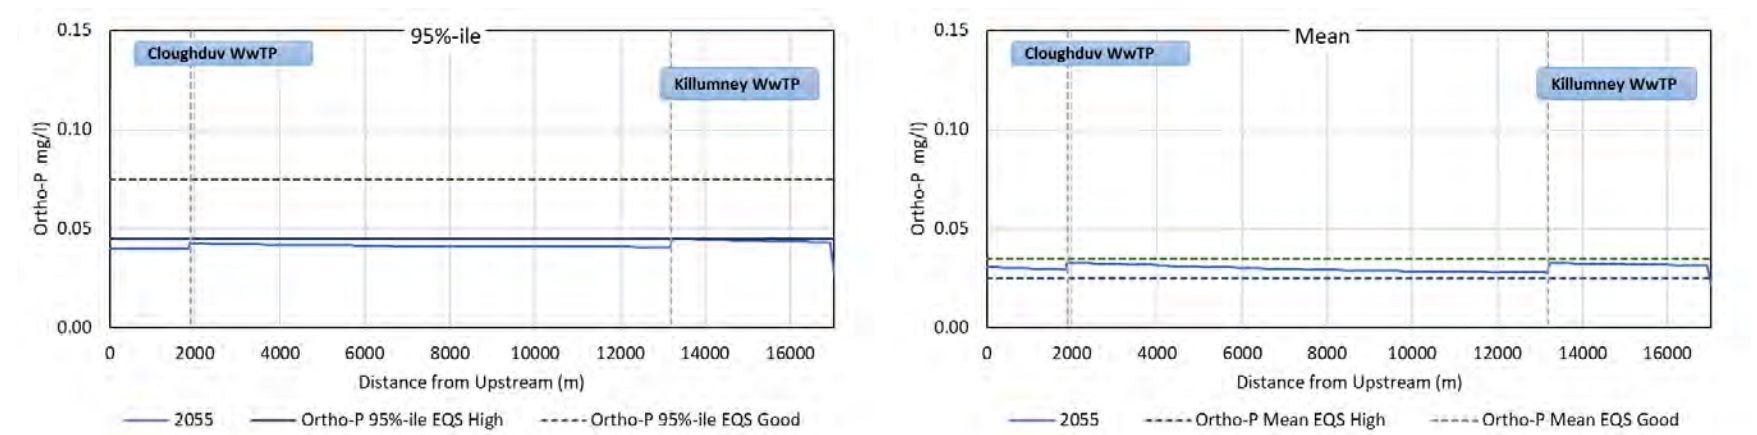 95%-ile
0.15
Cloughduv WwTP
Killumney WwTP
0.10
Ortho-P mg/l)
0.05
0.00
0 2000 4000 6000 8000 10000 12000 14000 16000
Distance from Upstream (m)
2055 Ortho-P 95%-ile EQS High Ortho-P 95%-ile EQS Good
Mean
0.15
Cloughduv WwTP
Killumney WwTP
0.10
Ortho-P mg/l)
0.05
0.00
0 2000 4000 6000 8000 10000 12000 14000 16000
Distance from Upstream (m)
2055 Ortho-P Mean EQS High Ortho-P Mean EQS Good